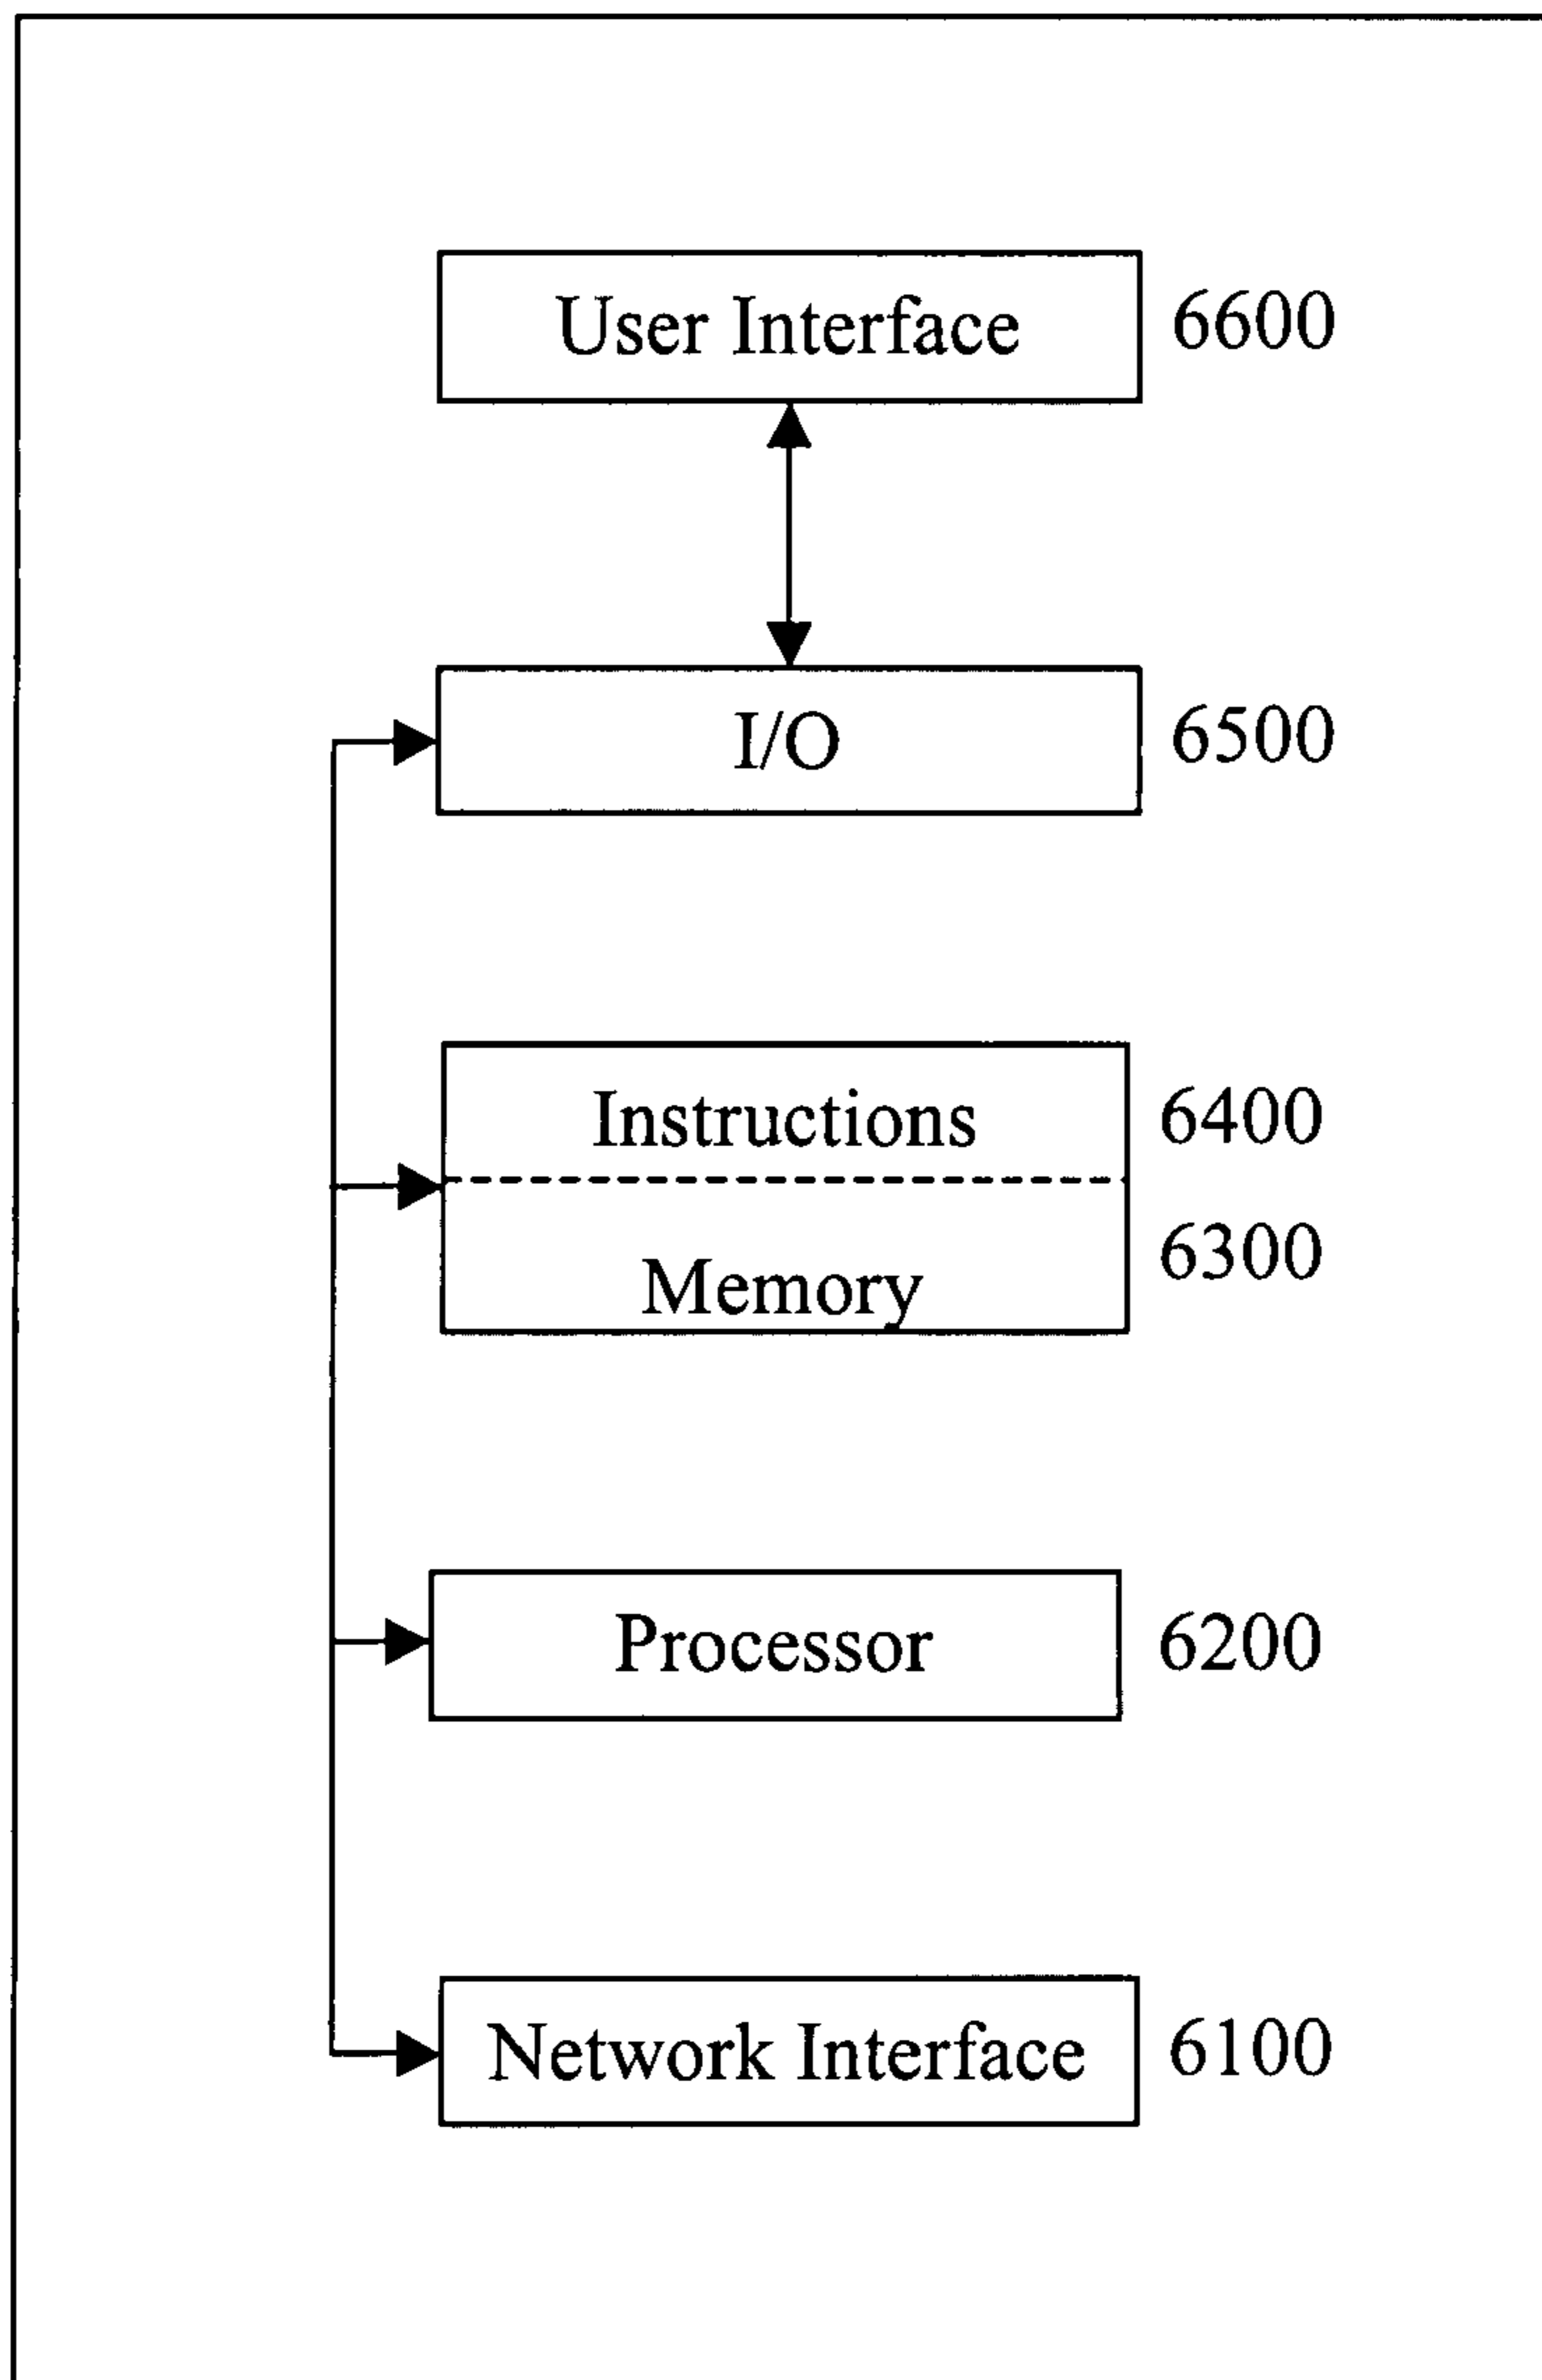 User Interface 6600
I/O 6500
Instructions 6400
Memory 6300
Processor 6200
Network Interface 6100